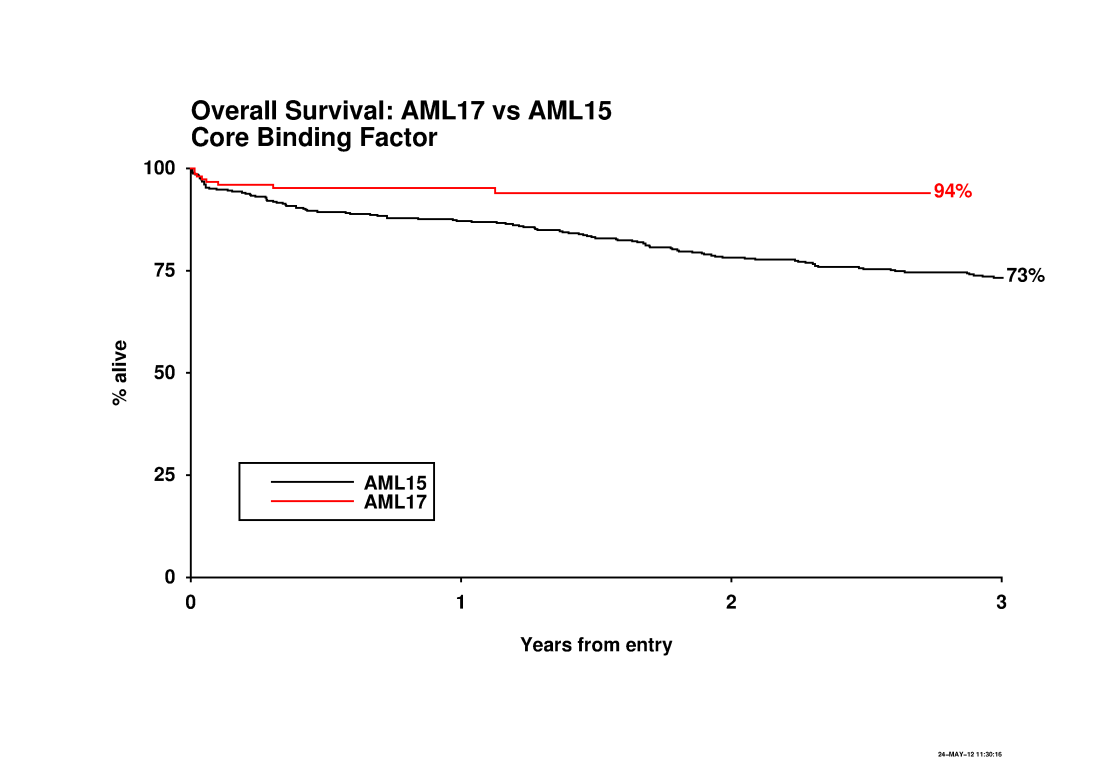 Overall Survival: AML17 vs AML15
Core Binding Factor
100
94%
75
73%
% alive
50
25
AML15
AML17
0
0 1 2 3
Years from entry
24-MAY-12 11:30:16